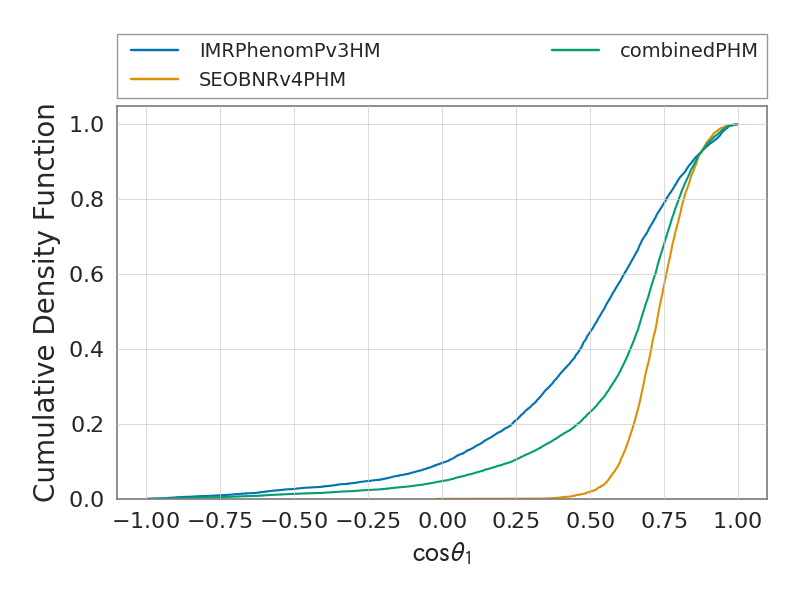 IMRPhenomPv3HM
SEOBNRv4PHM
combinedPHM
Cumulative Density Function
1.0
0.8
0.6
0.4
0.2
0.0
−1.00 −0.75 −0.50 −0.25 0.00 0.25 0.50 0.75 1.00
cosθ₁